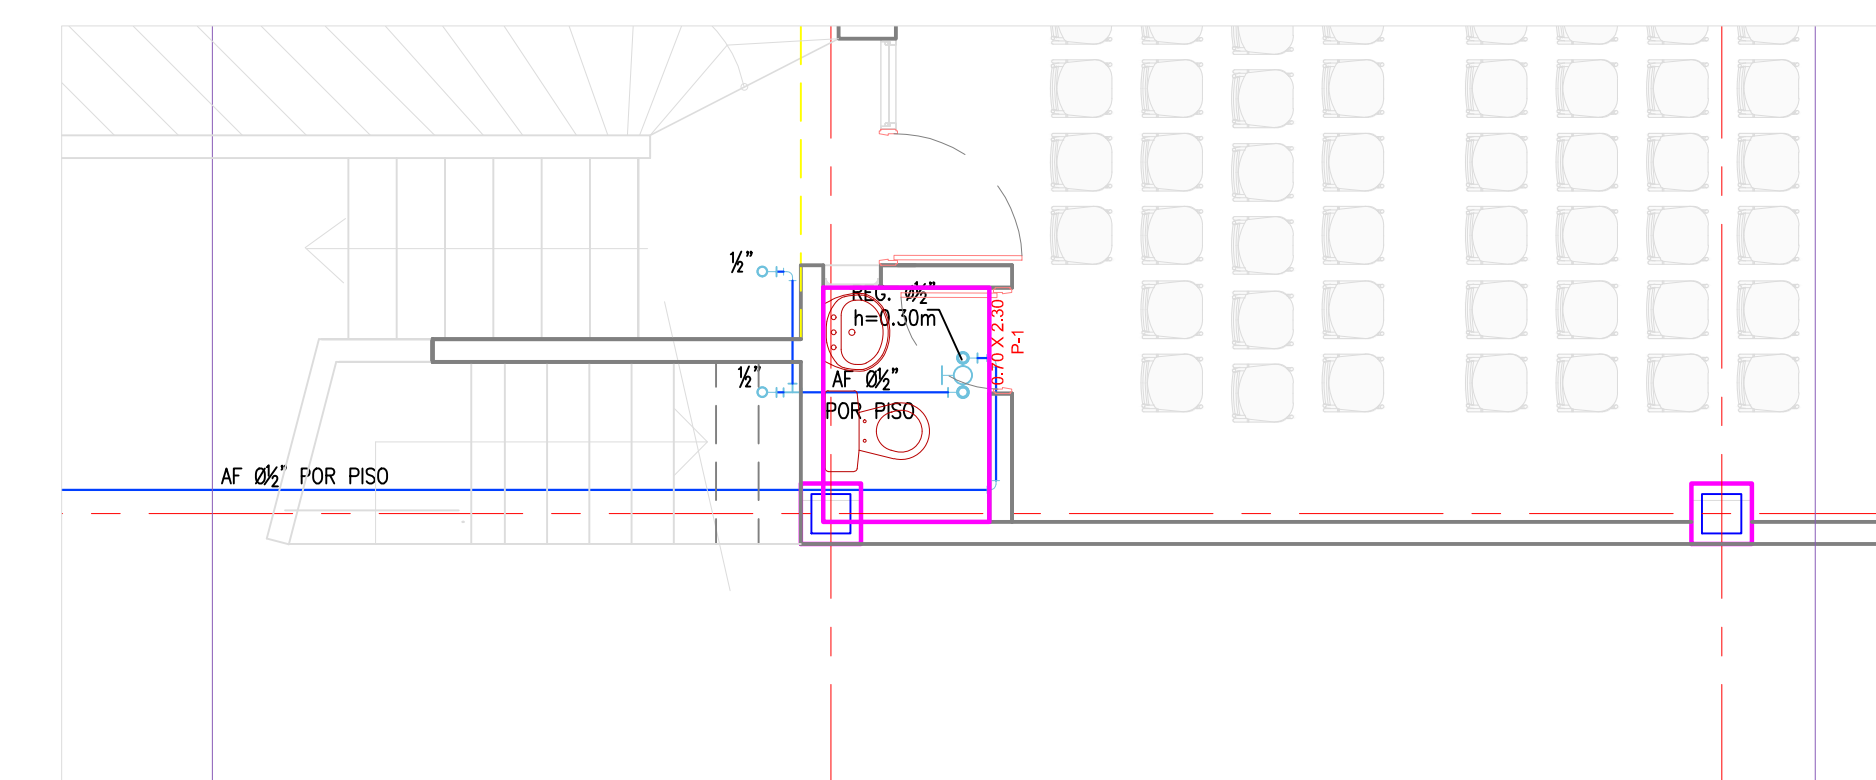 ½"
REG. Ø½"
h=0.30m
0.70 X 2.30
P-1
½"
AF Ø½"
POR PISO
AF Ø½" POR PISO